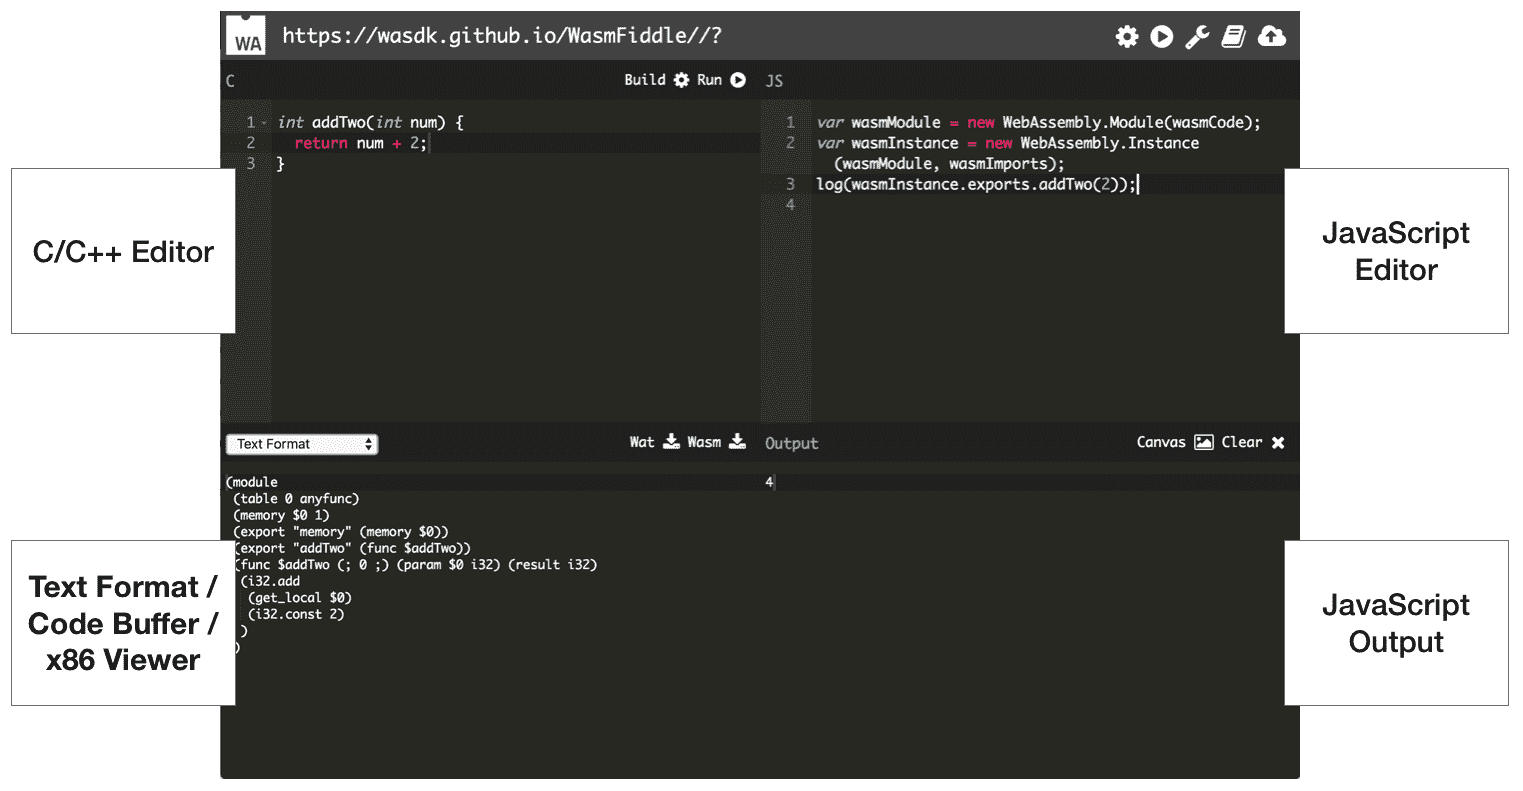 WA https://wasdk.github.io/WasmFiddle//?
C Build Run
1 int addTwo(int num) {
2 return num + 2;
3 }
JS
1 var wasmModule = new WebAssembly.Module(wasmCode);
2 var wasmInstance = new WebAssembly.Instance
(wasmModule, wasmImports);
3 log(wasmInstance.exports.addTwo(2));
4
C/C++ Editor
JavaScript
Editor
Text Format Wat Wasm
(module
(table 0 anyfunc)
(memory $0 1)
(export "memory" (memory $0))
(export "addTwo" (func $addTwo))
(func $addTwo (; 0 ;) (param $0 i32) (result i32)
(i32.add
(get_local $0)
(i32.const 2)
)
)
Output Canvas Clear
4
Text Format /
Code Buffer /
x86 Viewer
JavaScript
Output